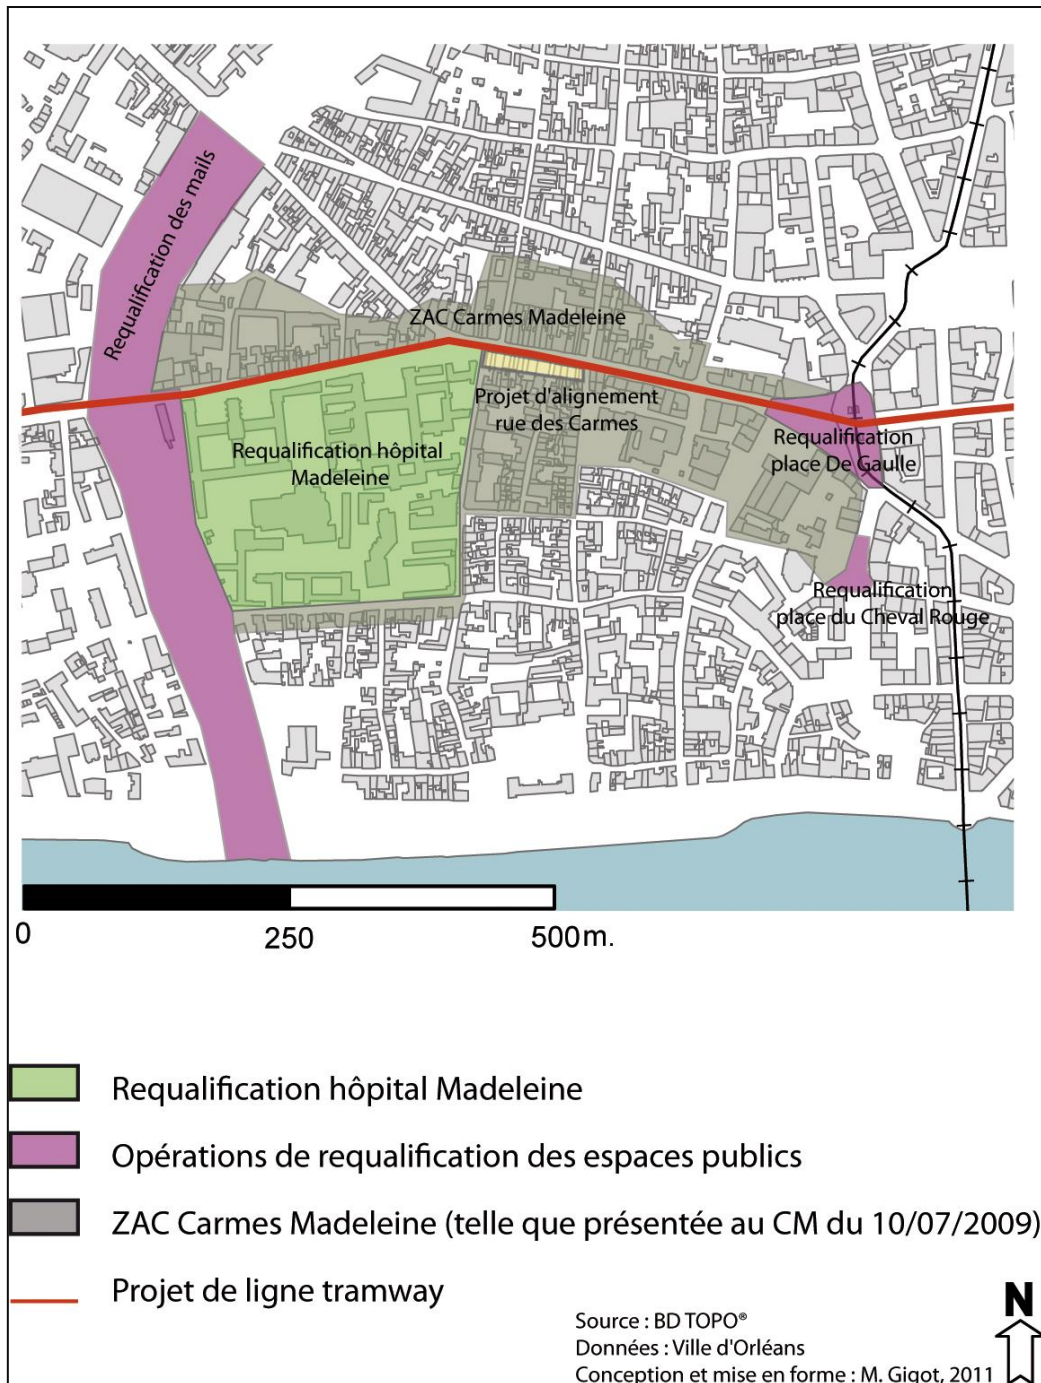 Requalification des mails
ZAC Carmes Madeleine
Projet d'alignement
rue des Carmes
Requalification hôpital
Madeleine
Requalification
place De Gaulle
Requalification
place du Cheval Rouge
0
250
500m.
Requalification hôpital Madeleine
Opérations de requalification des espaces publics
ZAC Carmes Madeleine (telle que présentée au CM du 10/07/2009)
Projet de ligne tramway
N
Source : BD TOPO®
Données : Ville d'Orléans
Conception et mise en forme : M. Gigot, 2011